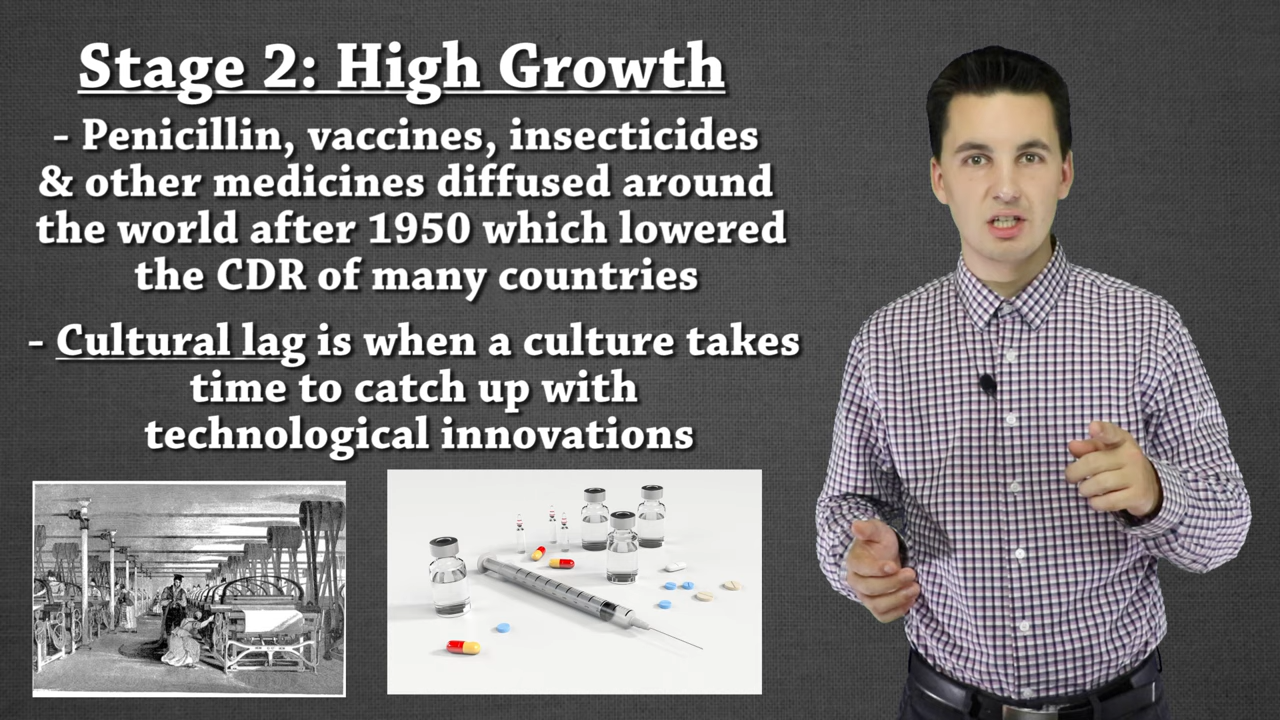 Stage 2: High Growth
- Penicillin, vaccines, insecticides
& other medicines diffused around
the world after 1950 which lowered
the CDR of many countries
- Cultural lag is when a culture takes
time to catch up with
technological innovations